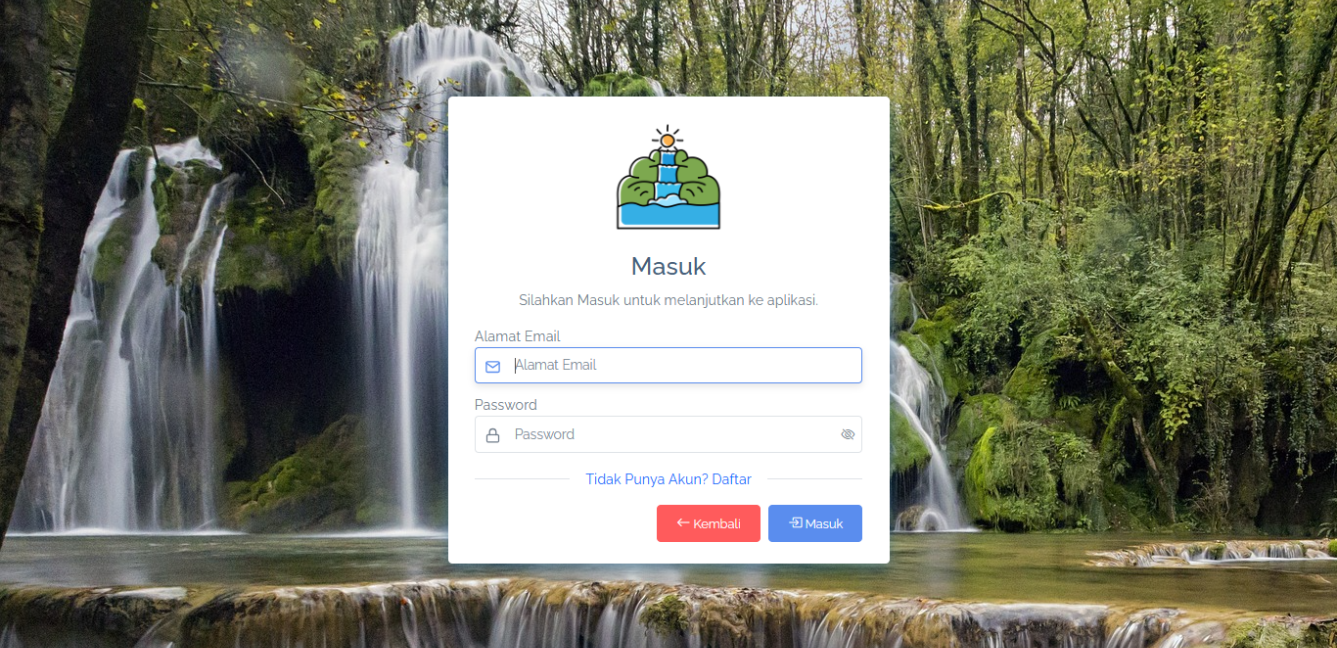 Masuk
Silahkan Masuk untuk melanjutkan ke aplikasi.
Alamat Email
Alamat Email
Password
Password
Tidak Punya Akun? Daftar
Kembali
Masuk